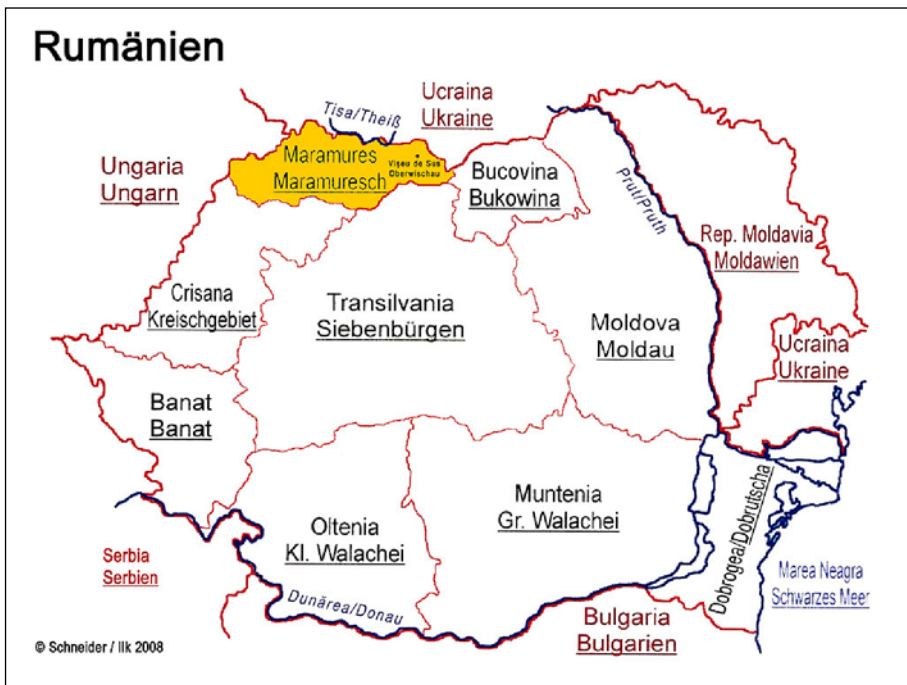 Rumänien
Tisa/Theiß
Ucraina
Ukraine
Ungaria
Ungarn
Maramures
Maramuresch
Vişeu de Sus
Oberwischau
Bucovina
Bukowina
Prut/Pruth
Rep. Moldavia
Moldawien
Crisana
Kreischgebiet
Transilvania
Siebenbürgen
Moldova
Moldau
Ucraina
Ukraine
Banat
Banat
Oltenia
Kl. Walachei
Muntenia
Gr. Walachei
Dobrogea/Dobrutscha
Serbia
Serbien
Dunărea/Donau
Marea Neagra
Schwarzes Meer
Bulgaria
Bulgarien
© Schneider / Ilk 2008